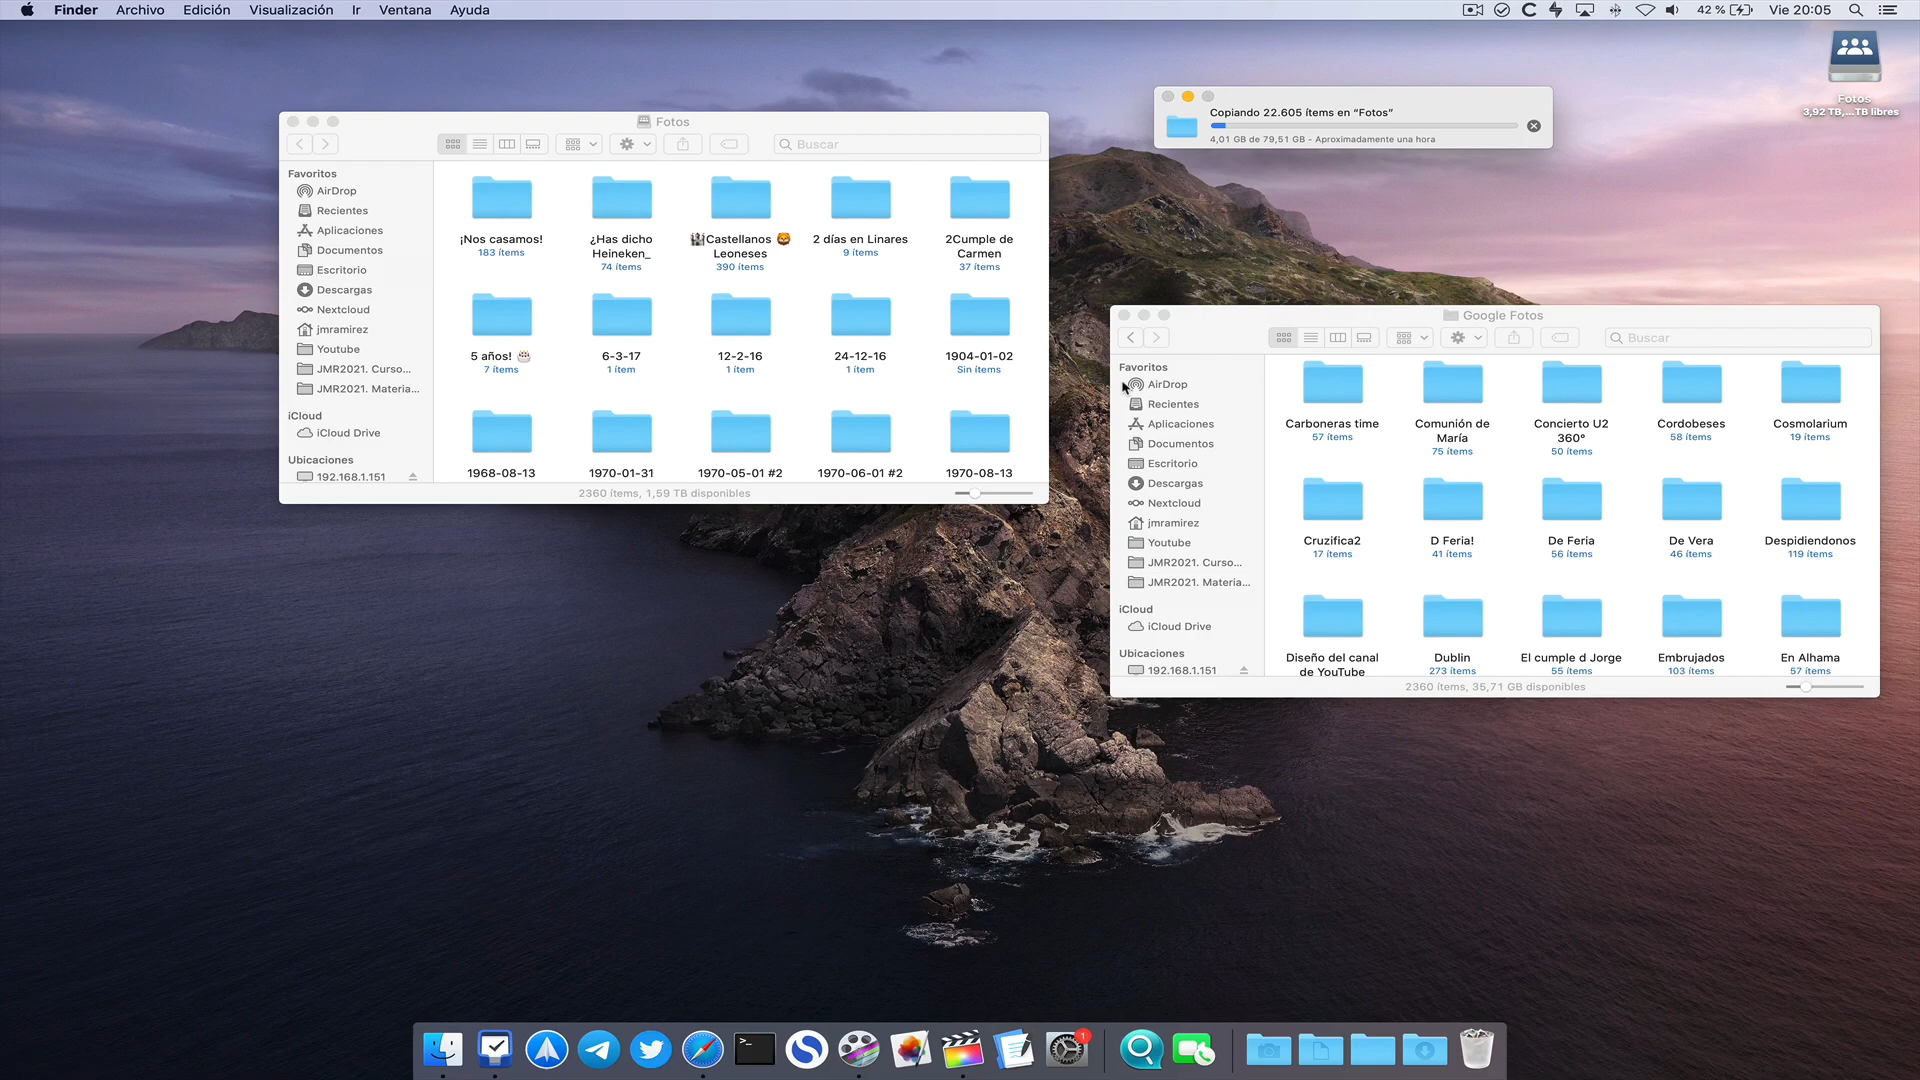 Finder Archivo Edición Visualización Ir Ventana Ayuda
42 % Vie 20:05
Fotos
3,92 TB,...TB libres
Copiando 22.605 ítems en “Fotos”
4,01 GB de 79,51 GB - Aproximadamente una hora
Fotos
Buscar
Favoritos
AirDrop
Recientes
Aplicaciones
Documentos
Escritorio
Descargas
Nextcloud
jmramirez
Youtube
JMR2021. Curso...
JMR2021. Materia...
iCloud
iCloud Drive
Ubicaciones
192.168.1.151
¡Nos casamos!
183 ítems
¿Has dicho
Heineken_
74 ítems
Castellanos
Leoneses
390 ítems
2 días en Linares
9 ítems
2Cumple de
Carmen
37 ítems
5 años!
7 ítems
6-3-17
1 ítem
12-2-16
1 ítem
24-12-16
1 ítem
1904-01-02
Sin ítems
1968-08-13
1970-01-31
1970-05-01 #2
1970-06-01 #2
1970-08-13
2360 ítems, 1,59 TB disponibles
Google Fotos
Buscar
Favoritos
AirDrop
Recientes
Aplicaciones
Documentos
Escritorio
Descargas
Nextcloud
jmramirez
Youtube
JMR2021. Curso...
JMR2021. Materia...
iCloud
iCloud Drive
Ubicaciones
192.168.1.151
Carboneras time
57 ítems
Comunión de
María
75 ítems
Concierto U2
360°
50 ítems
Cordobeses
58 ítems
Cosmolarium
19 ítems
Cruzifica2
17 ítems
D Feria!
41 ítems
De Feria
56 ítems
De Vera
46 ítems
Despidiendonos
119 ítems
Diseño del canal
de YouTube
Dublin
273 ítems
El cumple d Jorge
55 ítems
Embrujados
103 ítems
En Alhama
57 ítems
2360 ítems, 35,71 GB disponibles
1